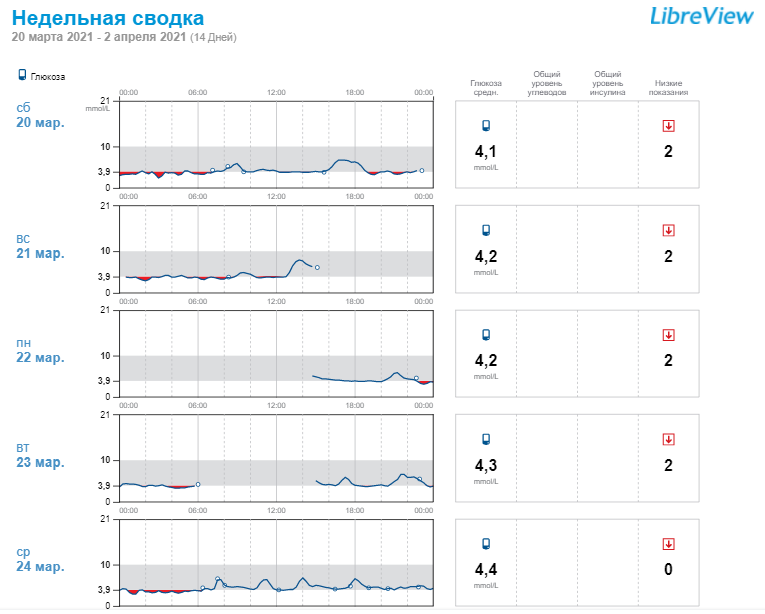 Недельная сводка
LibreView
20 марта 2021 - 2 апреля 2021 (14 Дней)
Глюкоза
00:00 06:00 12:00 18:00 00:00
Глюкоза средн.
Общий уровень углеводов
Общий уровень инсулина
Низкие показания
сб
20 мар.
21
mmol/L
10
3,9
0
4,1
mmol/L
2
00:00 06:00 12:00 18:00 00:00
вс
21 мар.
21
10
3,9
0
4,2
mmol/L
2
00:00 06:00 12:00 18:00 00:00
пн
22 мар.
21
10
3,9
0
4,2
mmol/L
2
00:00 06:00 12:00 18:00 00:00
вт
23 мар.
21
10
3,9
0
4,3
mmol/L
2
00:00 06:00 12:00 18:00 00:00
ср
24 мар.
21
10
3,9
0
4,4
mmol/L
0